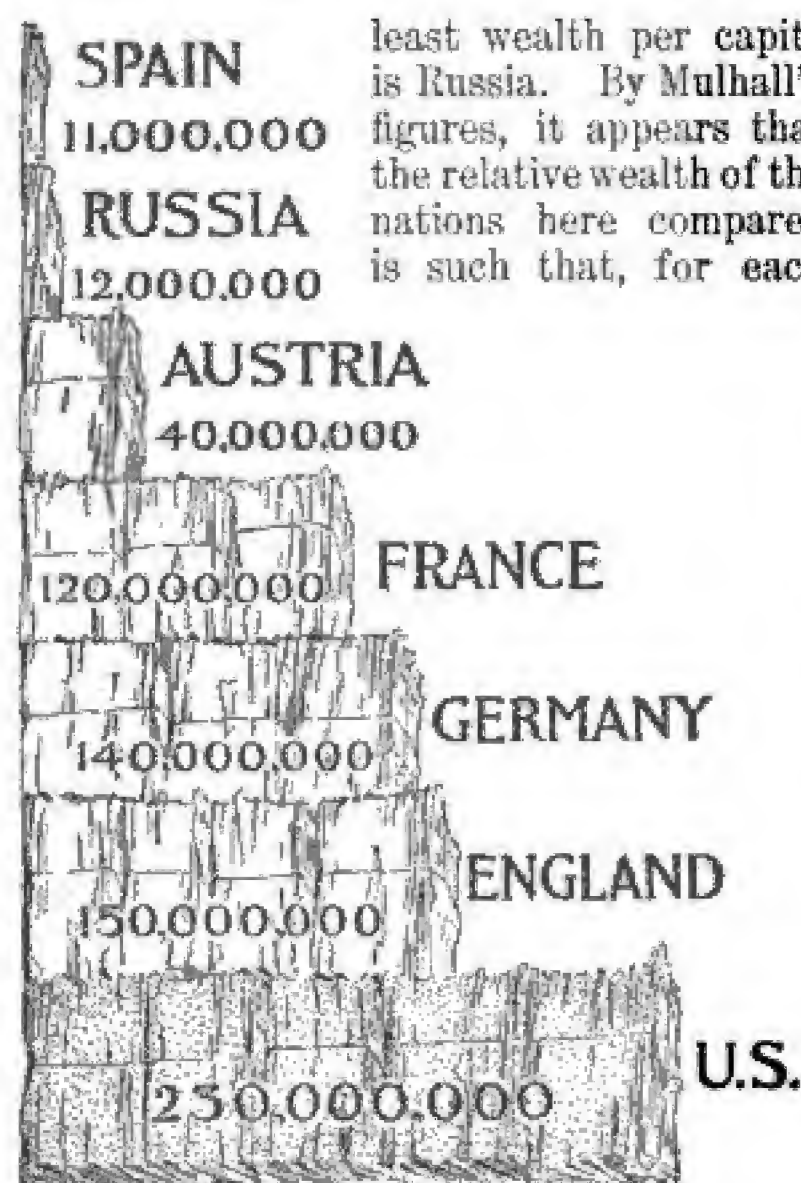 least wealth per capit
is Russia. By Mulhall'
figures, it appears tha
the relative wealth of th
nations here compare
is such that, for eac
SPAIN
11,000,000
RUSSIA
12,000,000
AUSTRIA
40,000,000
FRANCE
120,000,000
GERMANY
140,000,000
ENGLAND
150,000,000
U.S.
230,000,000